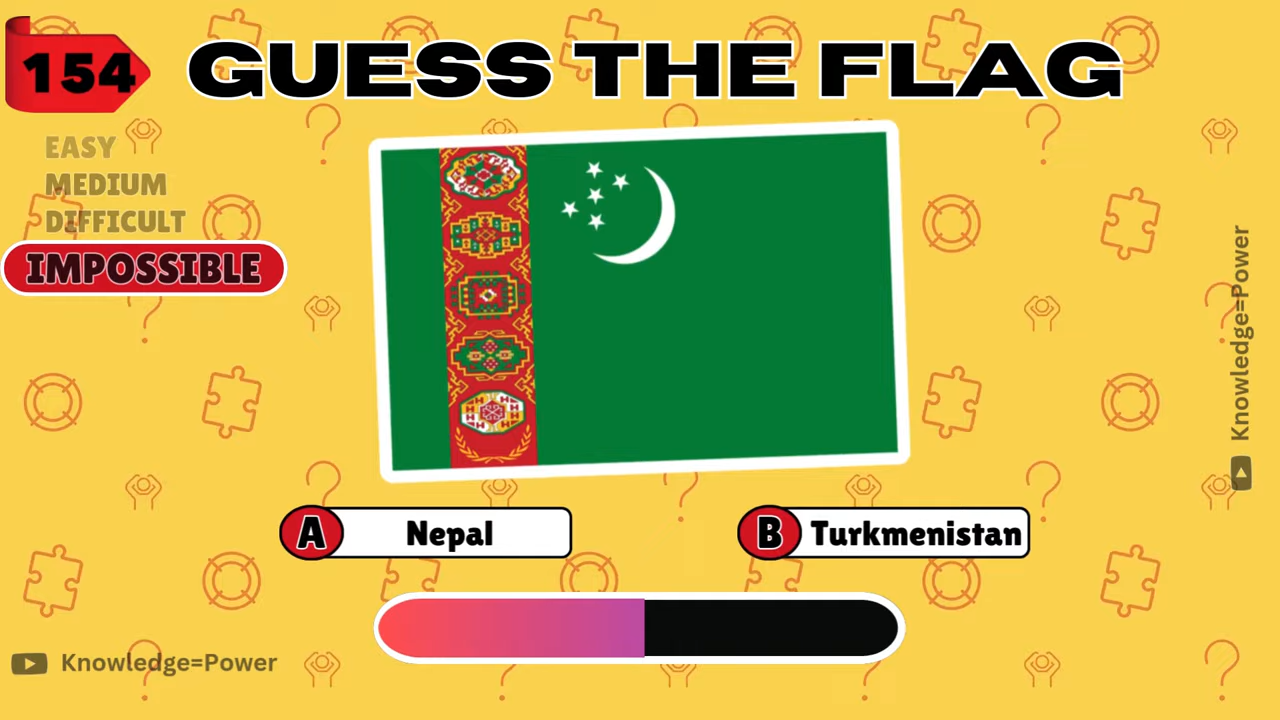 154
GUESS THE FLAG
EASY
MEDIUM
DIFFICULT
IMPOSSIBLE
Knowledge=Power
A Nepal
B Turkmenistan
Knowledge=Power